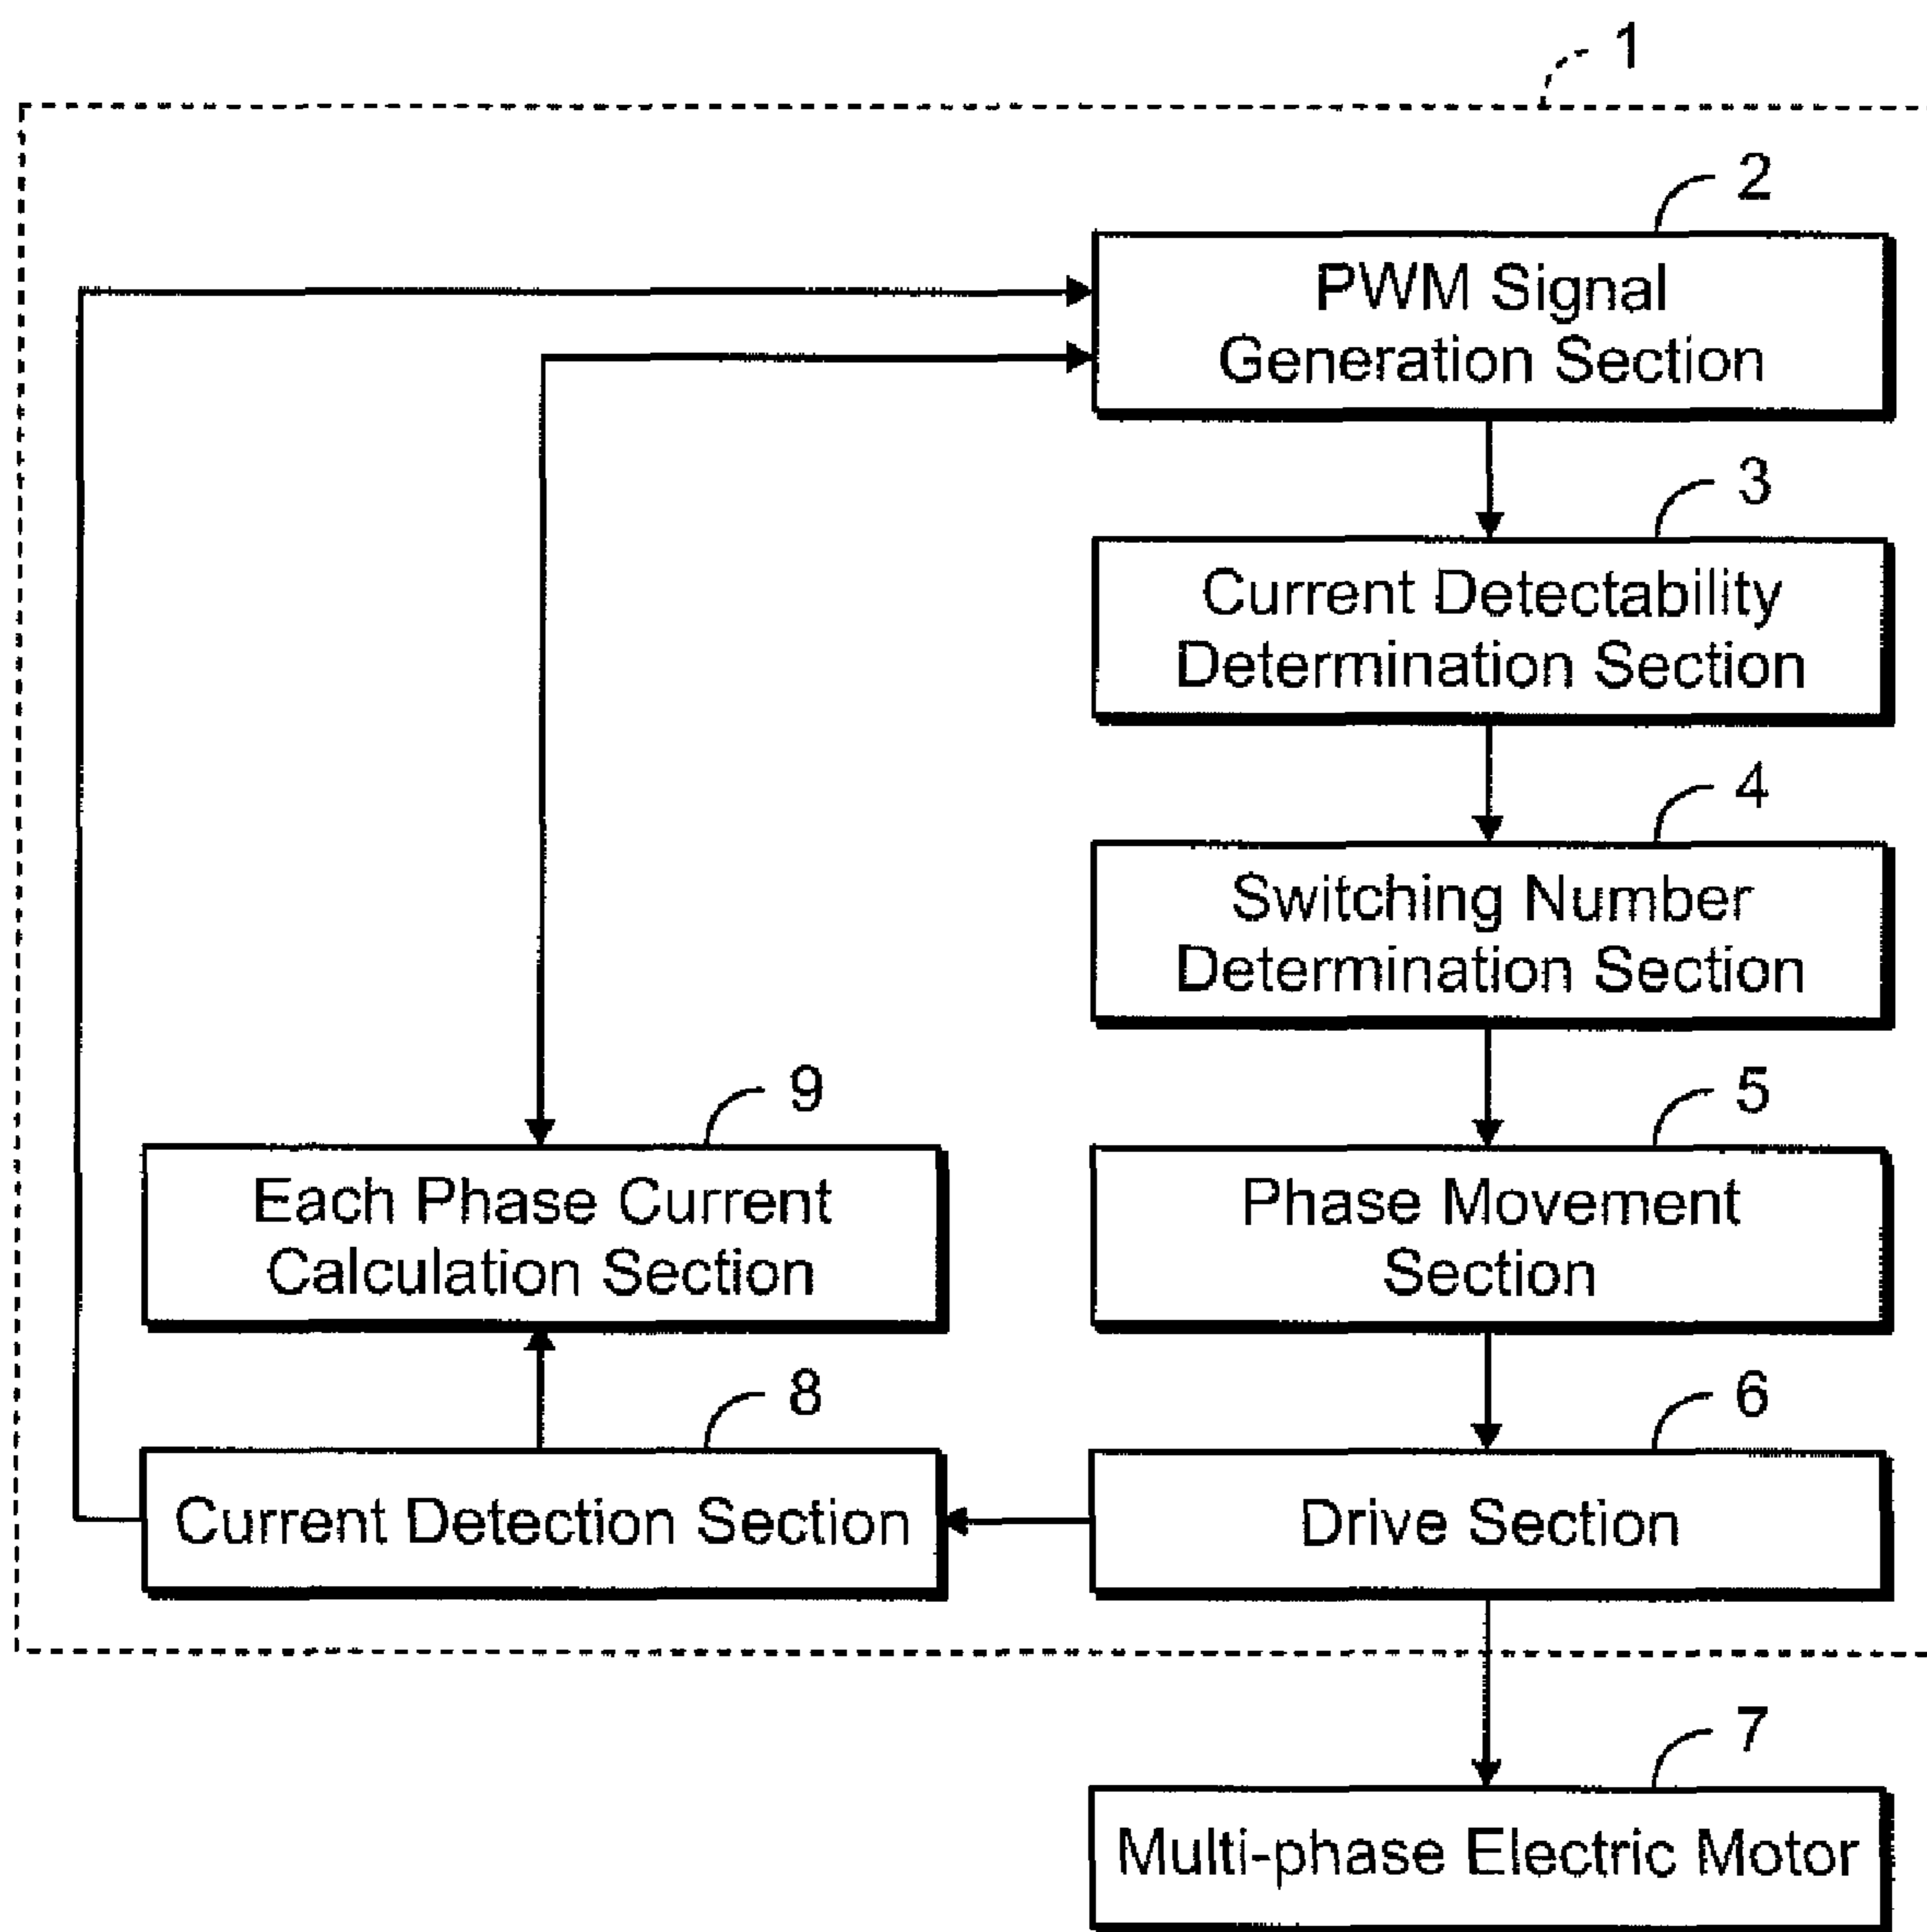 1
2
PWM Signal
Generation Section
3
Current Detectability
Determination Section
4
Switching Number
Determination Section
9
Each Phase Current
Calculation Section
5
Phase Movement
Section
8
Current Detection Section
6
Drive Section
7
Multi-phase Electric Motor